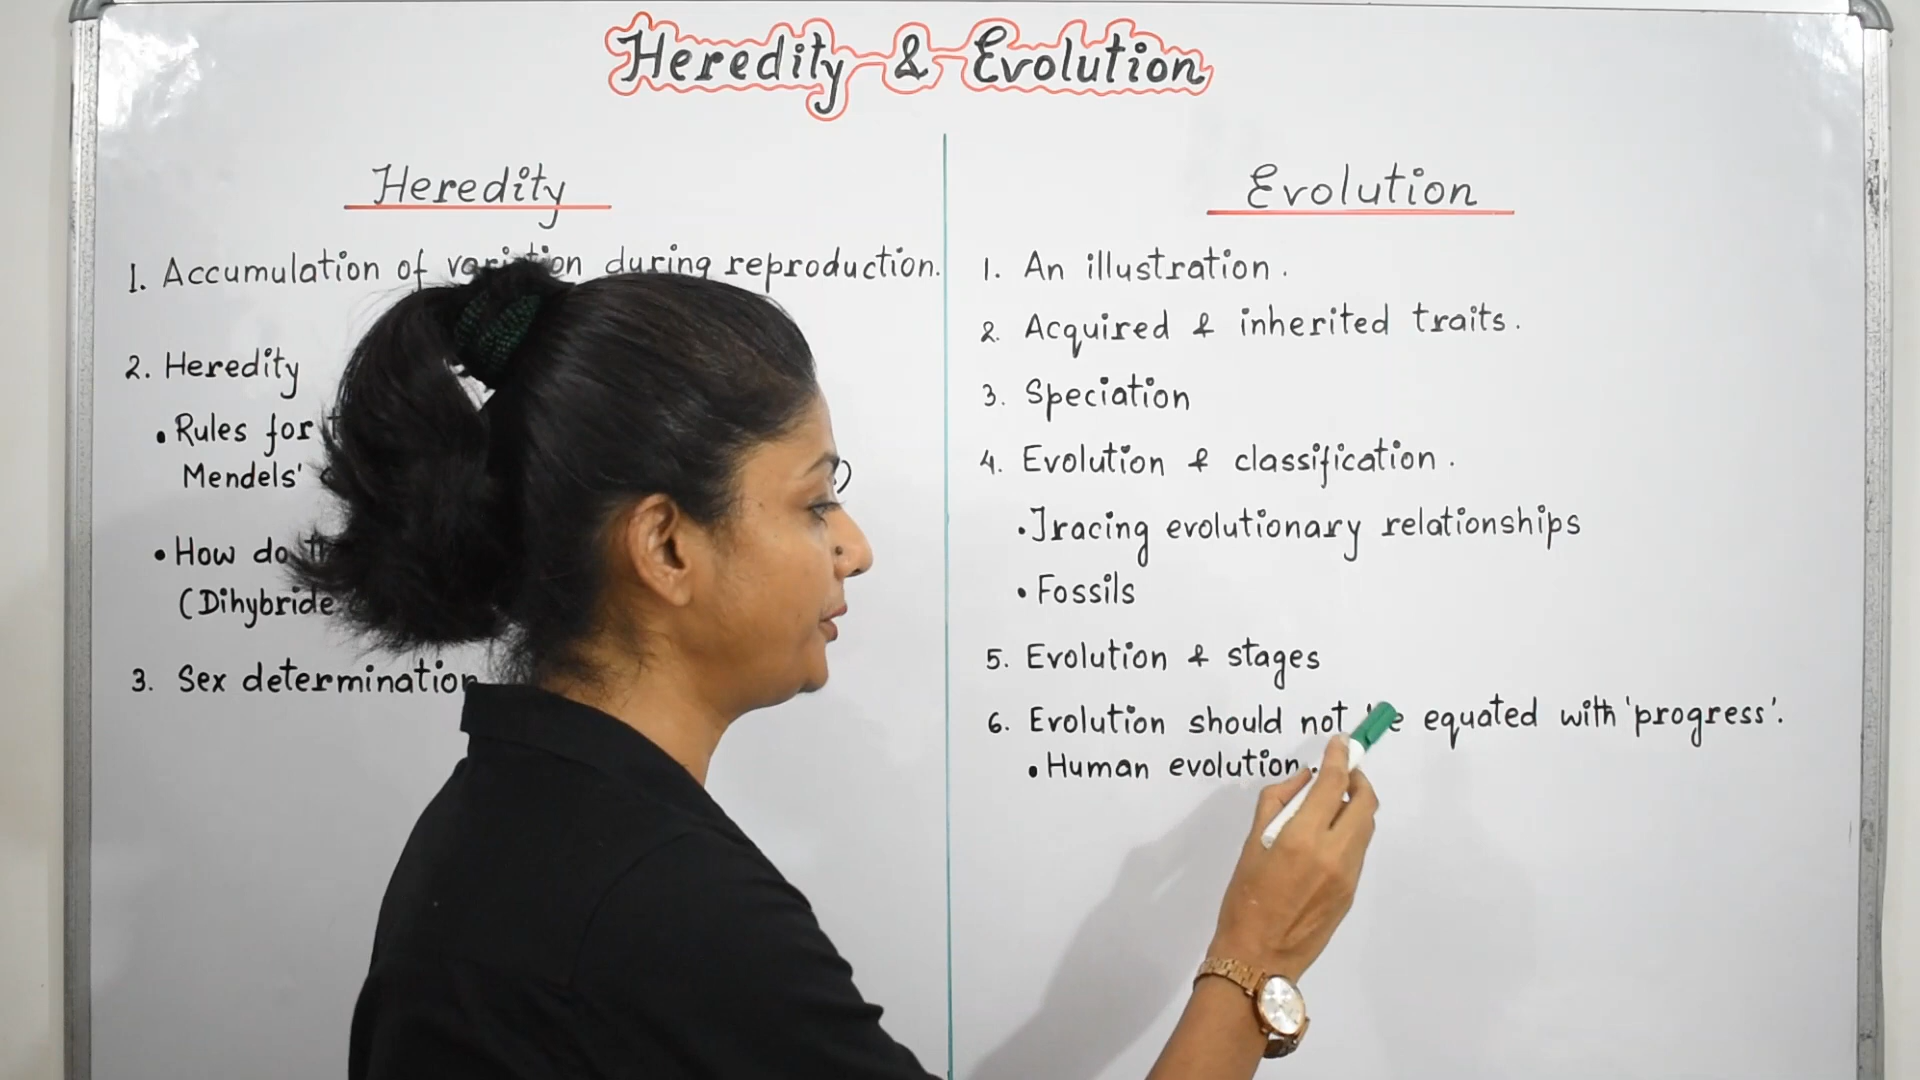 Heredity & Evolution
Heredity
1. Accumulation of variation during reproduction.
2. Heredity
• Rules for
Mendels' )
• How do
(Dihybride
3. Sex determination
Evolution
1. An illustration.
2. Acquired & inherited traits.
3. Speciation
4. Evolution & classification.
• Tracing evolutionary relationships
• Fossils
5. Evolution & stages
6. Evolution should not be equated with 'progress'.
• Human evolution.